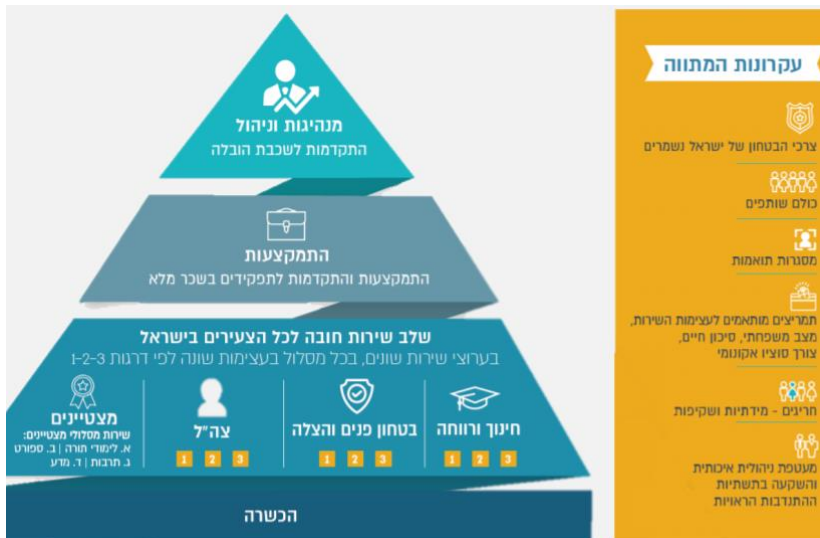 עקרונות המתווה
צרכי הבטחון של ישראל נשמרים
כולם שותפים
מסגרות תואמות
תמריצים מותאמים לעצימות השירות,
מצב משפחתי, סיכון חיים,
צורך סוציו אקונומי
חריגים - מידתיות ושקיפות
מעטפת ניהולית איכותית
והשקעה בתשתיות
ההתנדבות הראויות
מנהיגות וניהול
התקדמות לשכבת הובלה
התמקצעות
התמקצעות והתקדמות לתפקידים בשכר מלא
שלב שירות חובה לכל הצעירים בישראל
בערוצי שירות שונים, בכל מסלול בעצימות שונה לפי דרגות 1-2-3
חינוך ורווחה
1 2 3
בטחון פנים והצלה
1 2 3
צה"ל
1 2 3
מצטיינים
שירות מסלולי מצטיינים:
א. לימודי תורה | ב. ספורט
ג. תרבות | ד. מדע
הכשרה